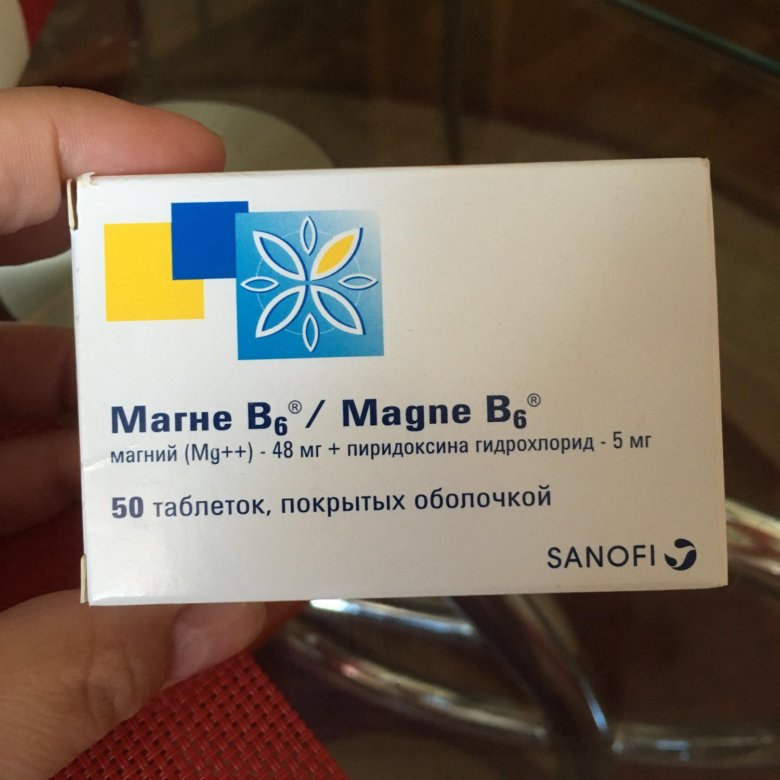 Магне B6® / Magne B6®
магний (Mg++) - 48 мг + пиридоксина гидрохлорид - 5 мг
50 таблеток, покрытых оболочкой
SANOFI